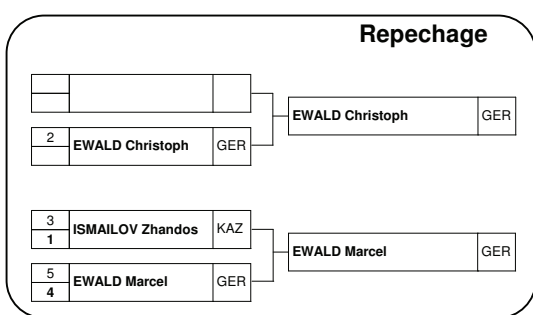 Repechage
EWALD Christoph GER
2 EWALD Christoph GER
3 ISMAILOV Zhandos KAZ
1
EWALD Marcel GER
5 EWALD Marcel GER
4